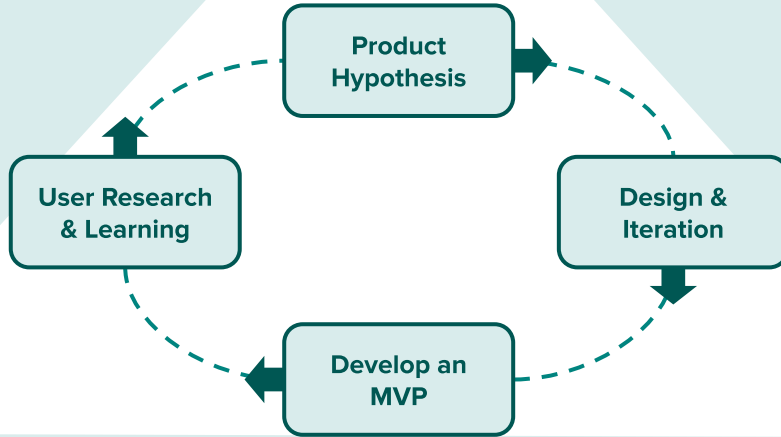 Product
Hypothesis
User Research
& Learning
Design &
Iteration
Develop an
MVP